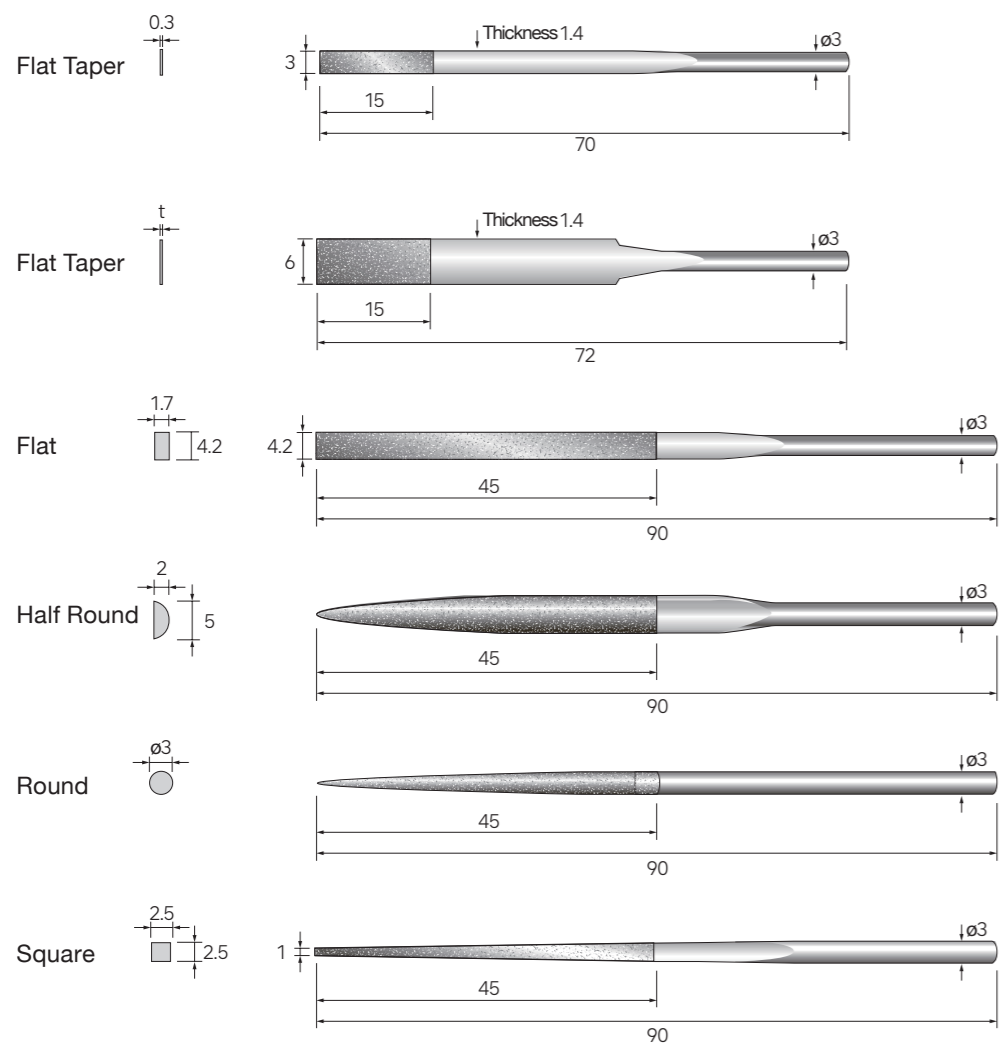 0.3
Thickness 1.4
ø3
Flat Taper
3
15
70
t
Thickness 1.4
ø3
Flat Taper
6
15
72
1.7
ø3
Flat
4.2
4.2
45
90
2
ø3
Half Round
5
45
90
ø3
ø3
Round
45
90
2.5
ø3
Square
2.5
1
45
90